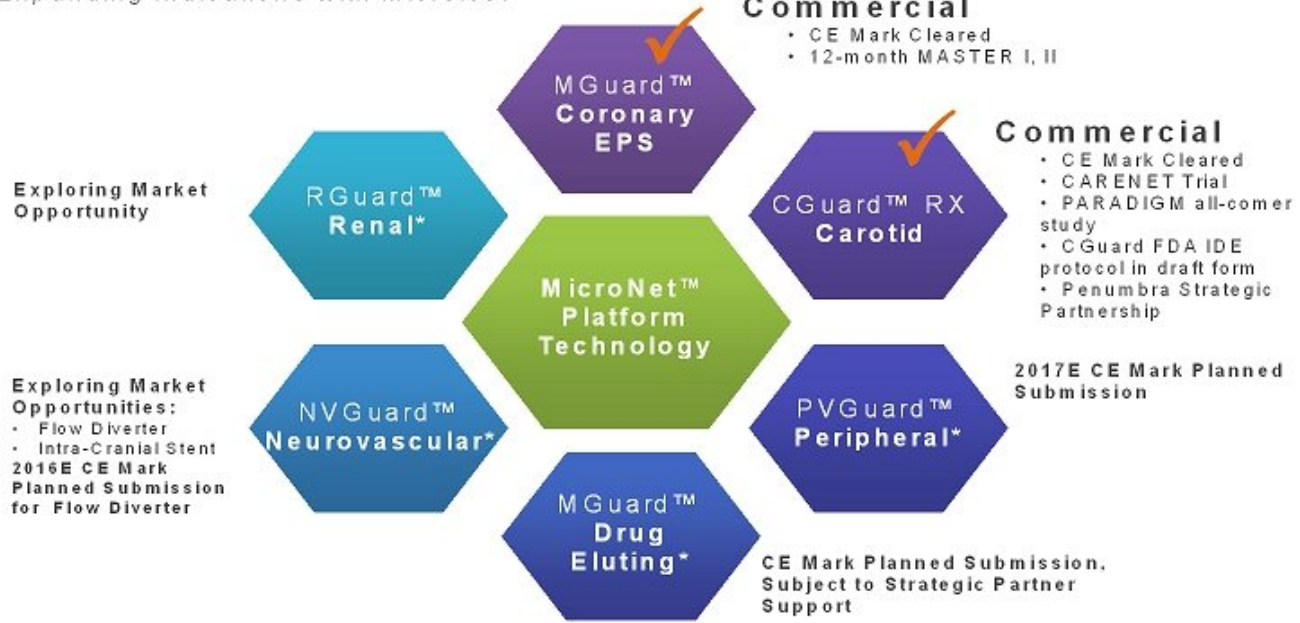 Commercial
• CE Mark Cleared
• 12-month MASTER I, II
MGuard™
Coronary
EPS
Commercial
• CE Mark Cleared
• CARENET Trial
• PARADIGM all-comer
study
• CGuard FDA IDE
protocol in draft form
• Penumbra Strategic
Partnership
CGuard™ RX
Carotid
Exploring Market
Opportunity
RGuard™
Renal*
MicroNet™
Platform
Technology
2017E CE Mark Planned
Submission
PVGuard™
Peripheral*
Exploring Market
Opportunities:
• Flow Diverter
• Intra-Cranial Stent
2016E CE Mark
Planned Submission
for Flow Diverter
NVGuard™
Neurovascular*
MGuard™
Drug
Eluting*
CE Mark Planned Submission,
Subject to Strategic Partner
Support